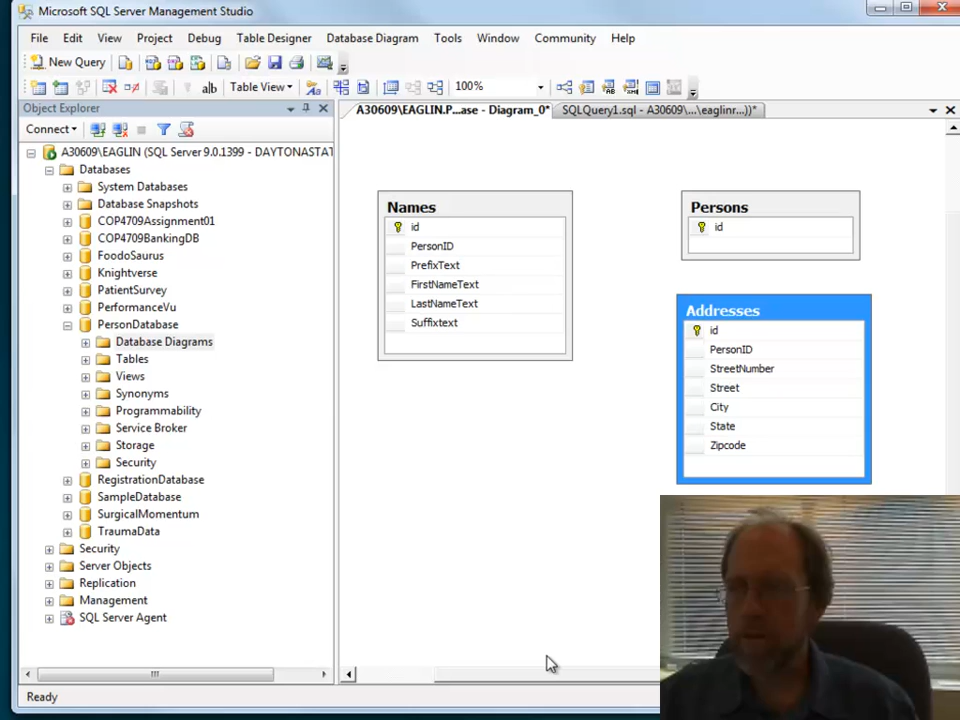 Microsoft SQL Server Management Studio
File Edit View Project Debug Table Designer Database Diagram Tools Window Community Help
New Query
Table View 100%
Object Explorer
A30609\EAGLIN.P...ase - Diagram_0* SQLQuery1.sql - A30609\...\eaglinr...))*
Connect
A30609\EAGLIN (SQL Server 9.0.1399 - DAYTONASTAT
Databases
System Databases
Database Snapshots
COP4709Assignment01
COP4709BankingDB
FoodoSaurus
Knightverse
PatientSurvey
PerformanceVu
PersonDatabase
Database Diagrams
Tables
Views
Synonyms
Programmability
Service Broker
Storage
Security
RegistrationDatabase
SampleDatabase
SurgicalMomentum
TraumaData
Security
Server Objects
Replication
Management
SQL Server Agent
Names
id
PersonID
PrefixText
FirstNameText
LastNameText
Suffixtext
Persons
id
Addresses
id
PersonID
StreetNumber
Street
City
State
Zipcode
Ready